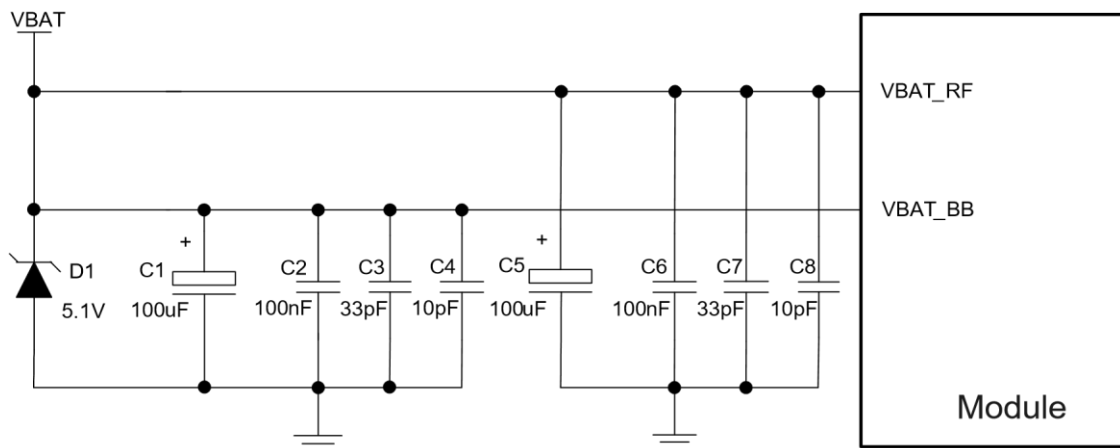 VBAT
VBAT_RF
VBAT_BB
+
D1
5.1V
C1
100uF
C2
100nF
C3
33pF
C4
10pF
+
C5
100uF
C6
100nF
C7
33pF
C8
10pF
Module